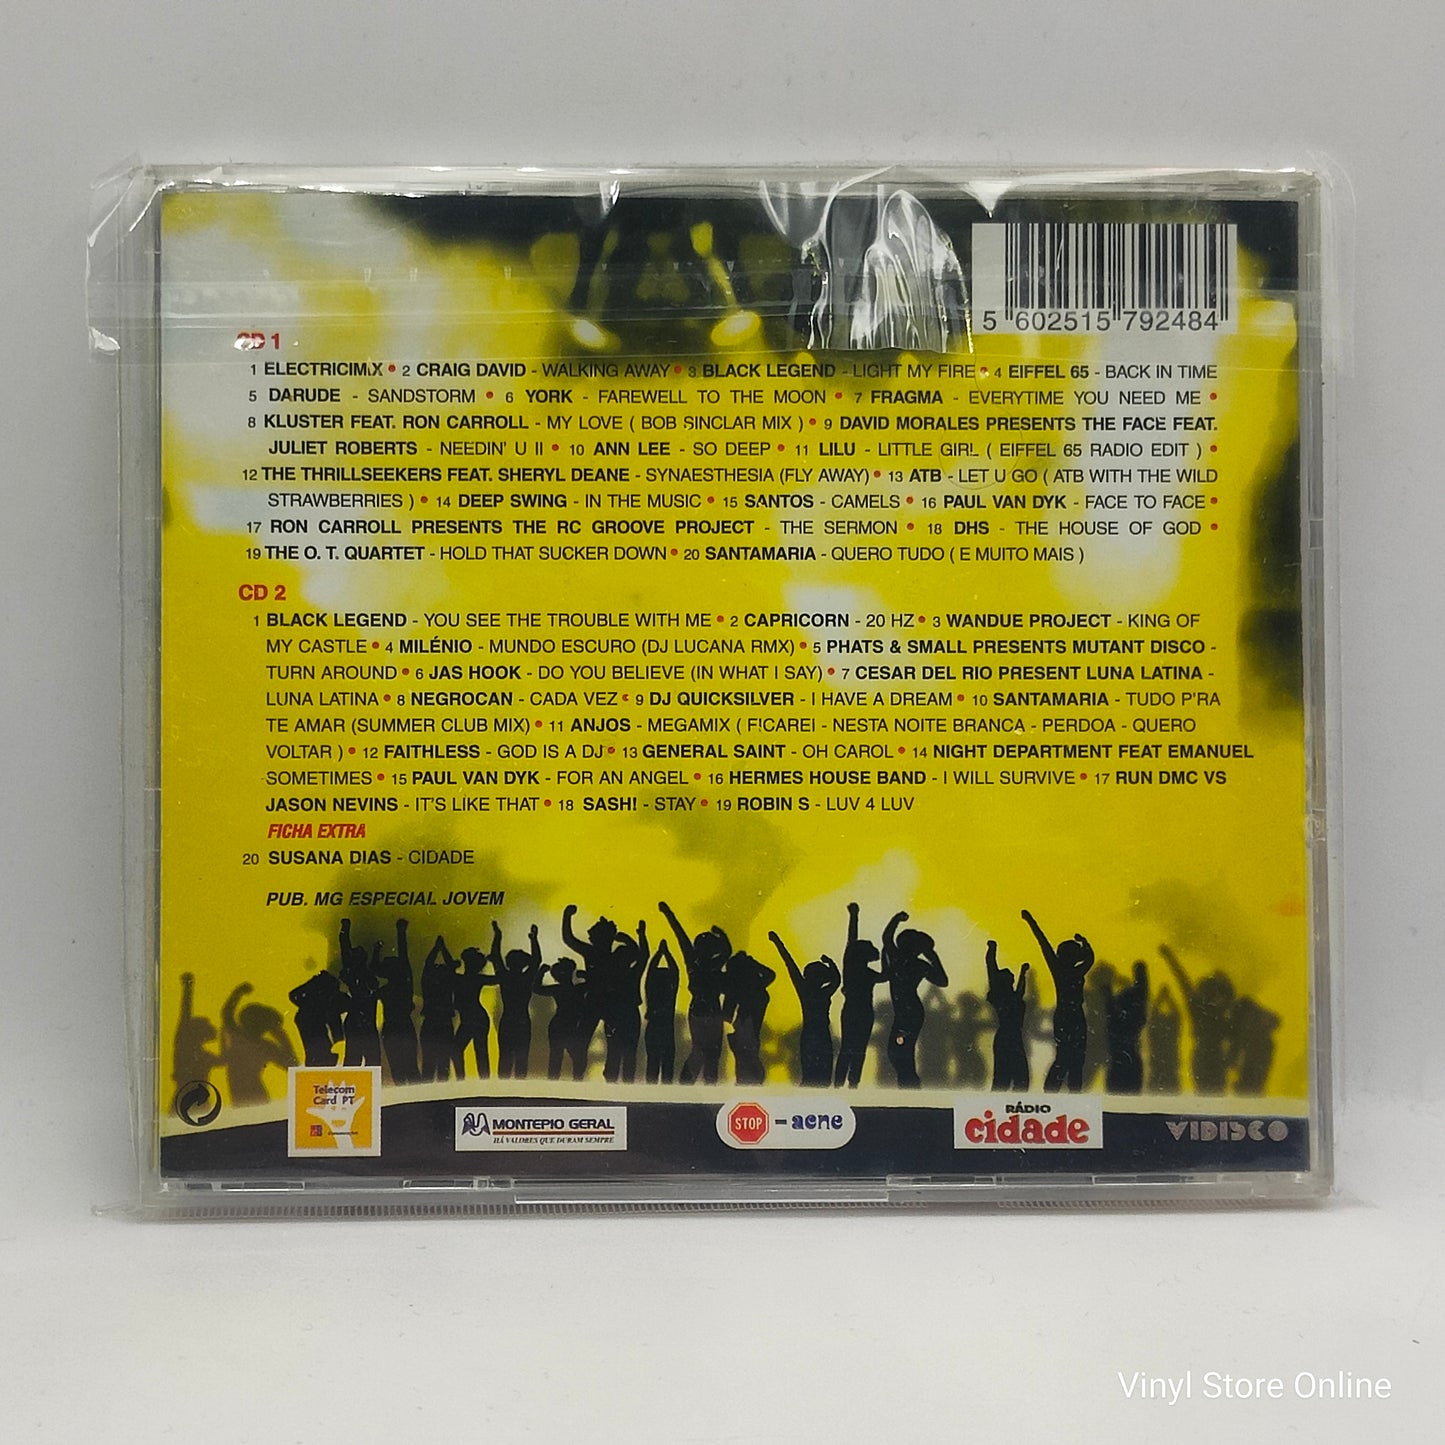 5 602515 792484
CD 1
1 ELECTRICIMIX • 2 CRAIG DAVID - WALKING AWAY • 3 BLACK LEGEND - LIGHT MY FIRE • 4 EIFFEL 65 - BACK IN TIME
5 DARUDE - SANDSTORM • 6 YORK - FAREWELL TO THE MOON • 7 FRAGMA - EVERYTIME YOU NEED ME •
8 KLUSTER FEAT. RON CARROLL - MY LOVE ( BOB SINCLAR MIX ) • 9 DAVID MORALES PRESENTS THE FACE FEAT.
JULIET ROBERTS - NEEDIN' U II • 10 ANN LEE - SO DEEP • 11 LILU - LITTLE GIRL ( EIFFEL 65 RADIO EDIT ) •
12 THE THRILLSEEKERS FEAT. SHERYL DEANE - SYNAESTHESIA (FLY AWAY) • 13 ATB - LET U GO ( ATB WITH THE WILD
STRAWBERRIES ) • 14 DEEP SWING - IN THE MUSIC • 15 SANTOS - CAMELS • 16 PAUL VAN DYK - FACE TO FACE •
17 RON CARROLL PRESENTS THE RC GROOVE PROJECT - THE SERMON • 18 DHS - THE HOUSE OF GOD •
19 THE O. T. QUARTET - HOLD THAT SUCKER DOWN • 20 SANTAMARIA - QUERO TUDO ( E MUITO MAIS )
CD 2
1 BLACK LEGEND - YOU SEE THE TROUBLE WITH ME • 2 CAPRICORN - 20 HZ • 3 WANDUE PROJECT - KING OF
MY CASTLE • 4 MILÉNIO - MUNDO ESCURO (DJ LUCANA RMX) • 5 PHATS & SMALL PRESENTS MUTANT DISCO -
TURN AROUND • 6 JAS HOOK - DO YOU BELIEVE (IN WHAT I SAY) • 7 CESAR DEL RIO PRESENT LUNA LATINA -
LUNA LATINA • 8 NEGROCAN - CADA VEZ • 9 DJ QUICKSILVER - I HAVE A DREAM • 10 SANTAMARIA - TUDO P'RA
TE AMAR (SUMMER CLUB MIX) • 11 ANJOS - MEGAMIX ( FICAREI - NESTA NOITE BRANCA - PERDOA - QUERO
VOLTAR ) • 12 FAITHLESS - GOD IS A DJ • 13 GENERAL SAINT - OH CAROL • 14 NIGHT DEPARTMENT FEAT EMANUEL
SOMETIMES • 15 PAUL VAN DYK - FOR AN ANGEL • 16 HERMES HOUSE BAND - I WILL SURVIVE • 17 RUN DMC VS
JASON NEVINS - IT'S LIKE THAT • 18 SASH! - STAY • 19 ROBIN S - LUV 4 LUV
FICHA EXTRA
20 SUSANA DIAS - CIDADE
PUB. MG ESPECIAL JOVEM
Telecom
Card PT
MONTEPIO GERAL
HÁ VALORES QUE DURAM SEMPRE
STOP - acne
RÁDIO
cidade
VIDISCO
Vinyl Store Online